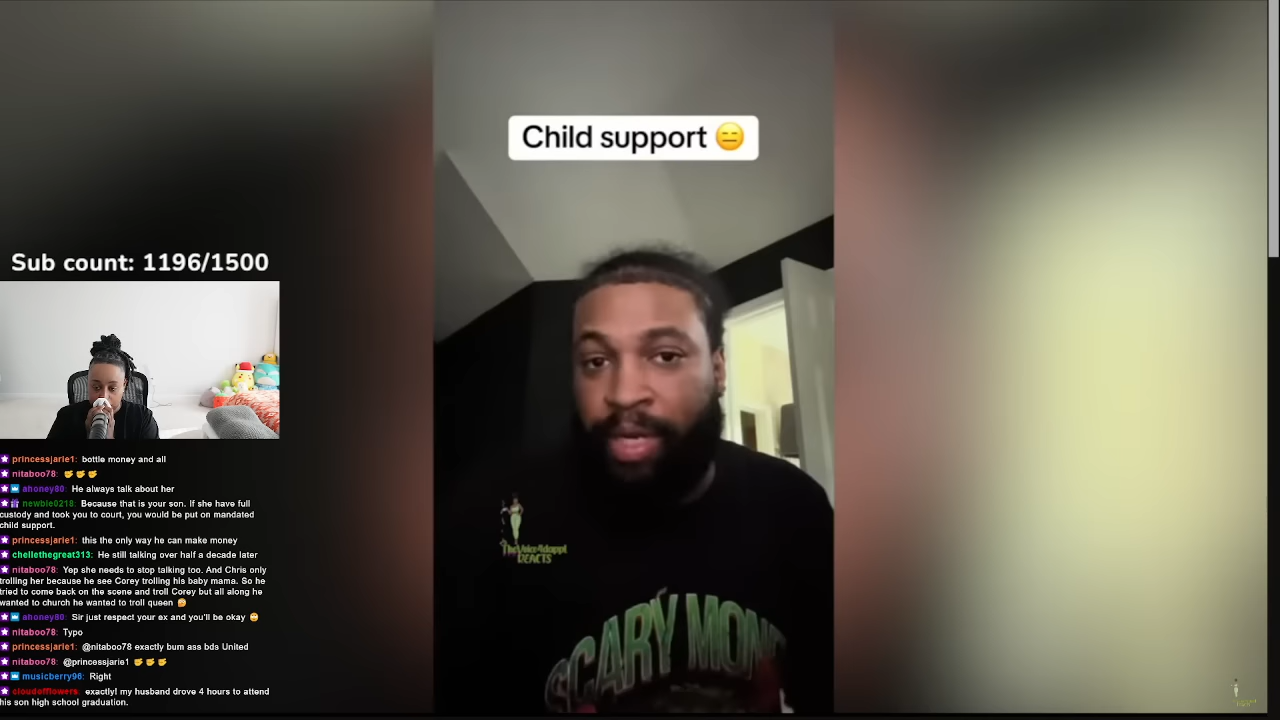 Child support 😑
Sub count: 1196/1500
princessjarie1: bottle money and all
nitaboo78:
ahoney80: He always talk about her
newbie0218: Because that is your son. If she have full
custody and took you to court, you would be put on mandated
child support.
princessjarie1: this the only way he can make money
chellethegreat313: He still talking over half a decade later
nitaboo78: Yep she needs to stop talking too. And Chris only
trolling her because he see Corey trolling his baby mama. So he
tried to come back on the scene and troll Corey but all along he
wanted to church he wanted to troll queen
ahoney80: Sir just respect your ex and you'll be okay 🙄
nitaboo78: Typo
princessjarie1: @nitaboo78 exactly bum ass bds United
nitaboo78: @princessjarie1
musicberry96: Right
cloudofflowers: exactly! my husband drove 4 hours to attend
his son high school graduation.
REACTS
SCARY MON